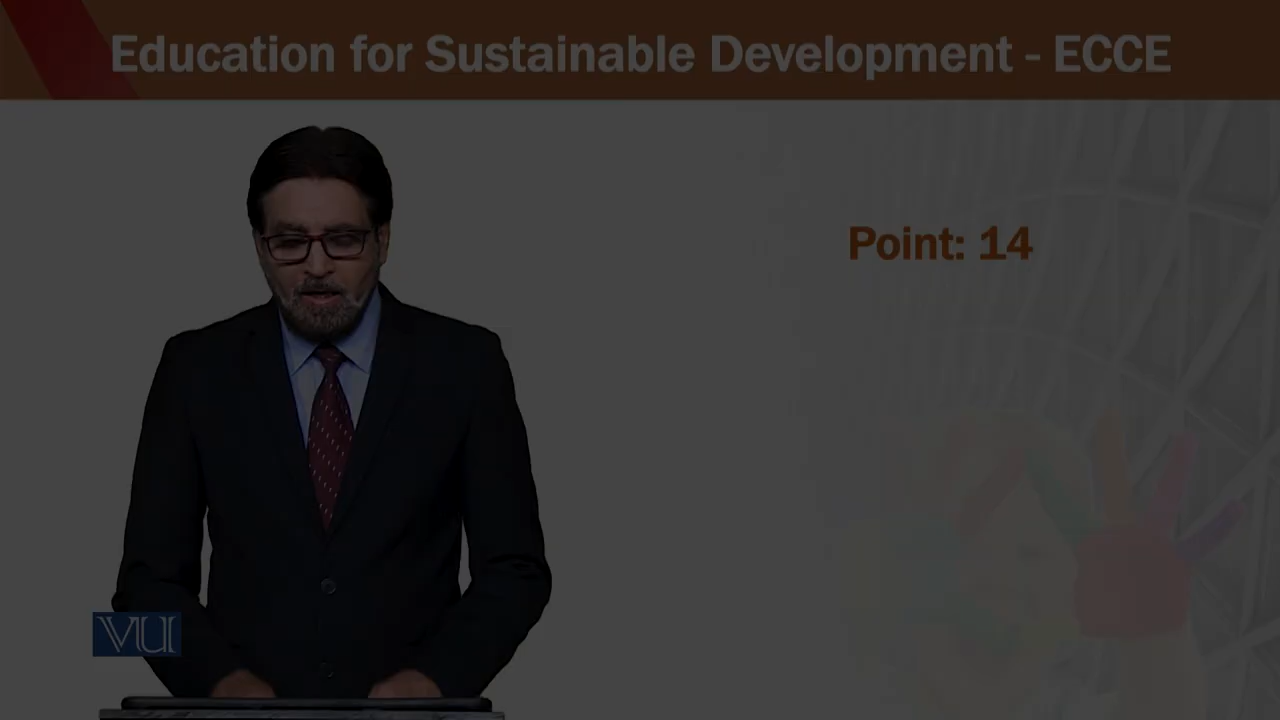 Education for Sustainable Development - ECCE
Point: 14
VU